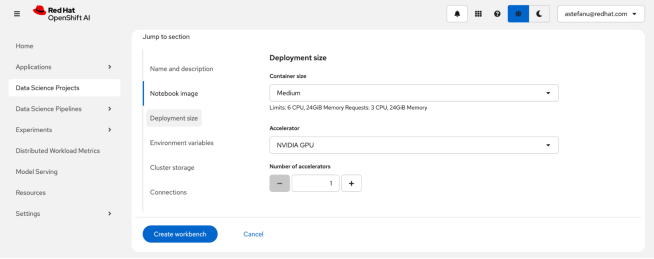 Red Hat
OpenShift AI
astefanu@redhat.com
Home
Applications
Data Science Projects
Data Science Pipelines
Experiments
Distributed Workload Metrics
Model Serving
Resources
Settings
Jump to section
Name and description
Notebook image
Deployment size
Environment variables
Cluster storage
Connections
Deployment size
Container size
Medium
Limits: 6 CPU, 24GiB Memory Requests: 3 CPU, 24GiB Memory
Accelerator
NVIDIA GPU
Number of accelerators
1
Create workbench
Cancel